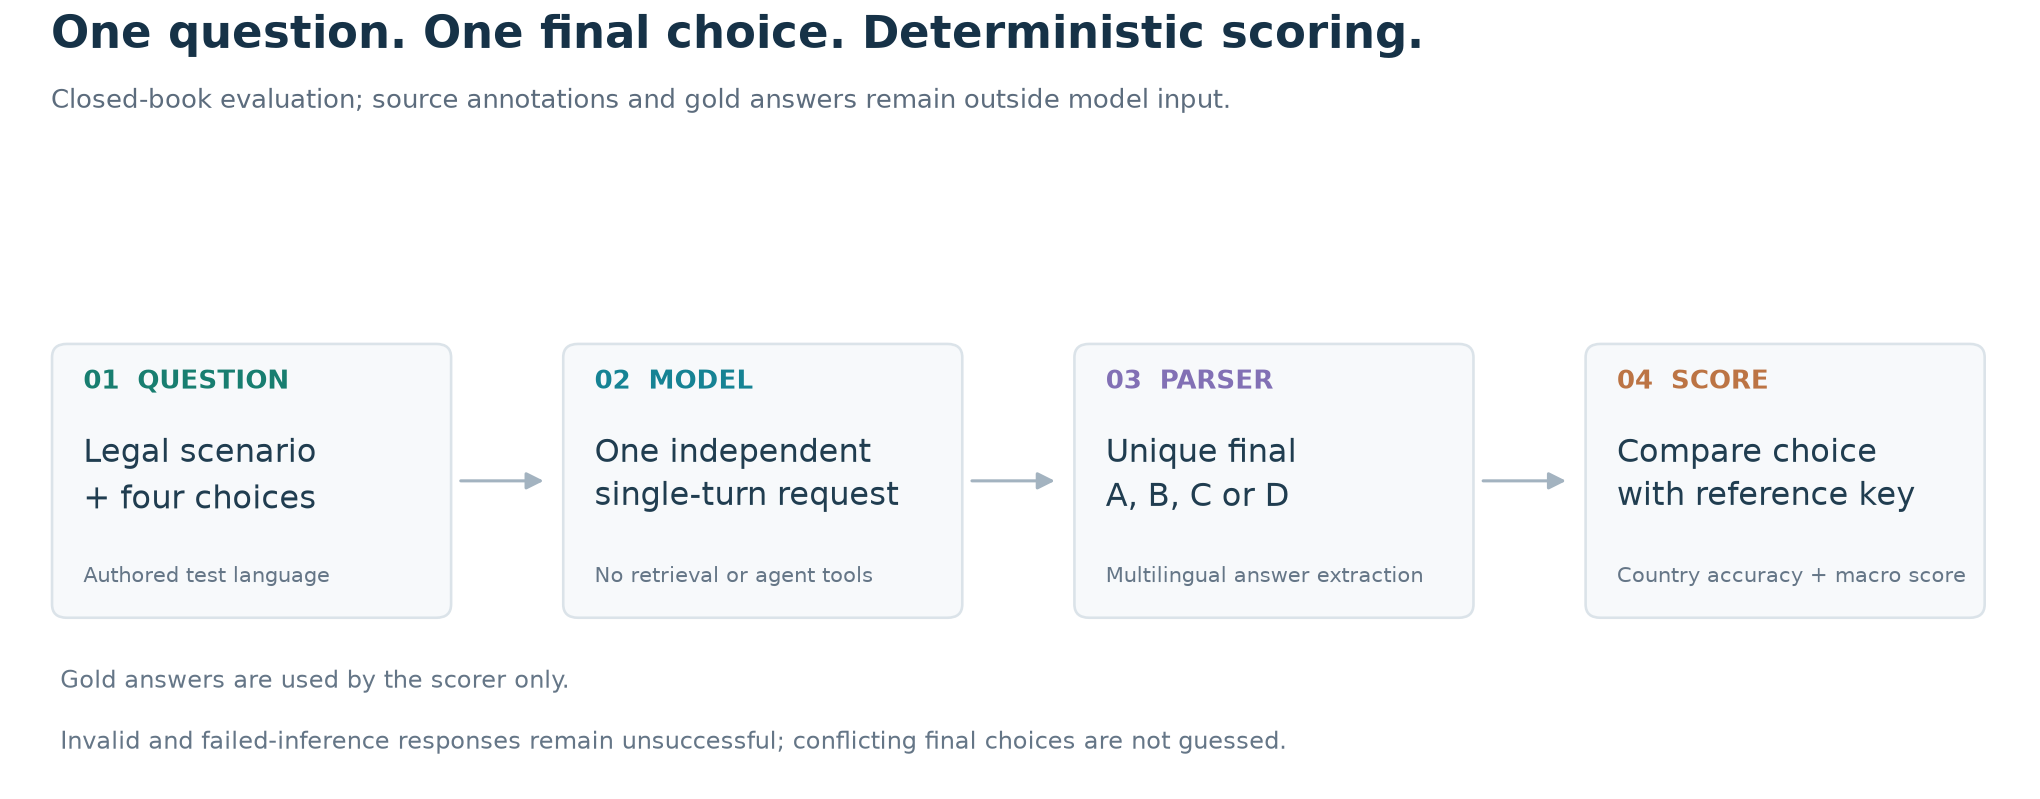 One question. One final choice. Deterministic scoring.
Closed-book evaluation; source annotations and gold answers remain outside model input.
01 QUESTION
Legal scenario
+ four choices
Authored test language
02 MODEL
One independent
single-turn request
No retrieval or agent tools
03 PARSER
Unique final
A, B, C or D
Multilingual answer extraction
04 SCORE
Compare choice
with reference key
Country accuracy + macro score
Gold answers are used by the scorer only.
Invalid and failed-inference responses remain unsuccessful; conflicting final choices are not guessed.